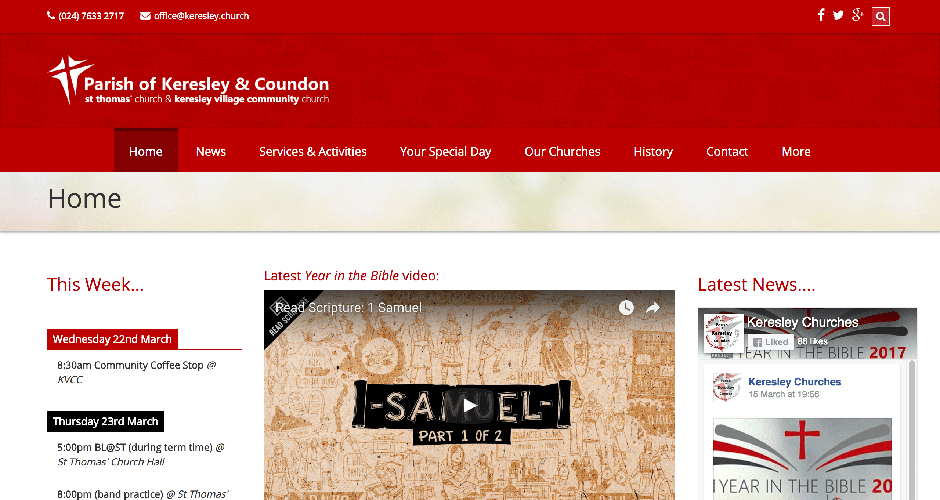 (024) 7633 2717 office@keresley.church
Parish of Keresley & Coundon
st thomas' church & keresley village community church
Home News Services & Activities Your Special Day Our Churches History Contact More
Home
This Week...
Wednesday 22nd March
8:30am Community Coffee Stop @
KVCC
Thursday 23rd March
5:00pm BL@ST (during term time) @
St Thomas' Church Hall
8:00pm (band practice) @ St Thomas'
Latest Year in the Bible video:
Read Scripture: 1 Samuel
READ SCRIPTURE
-SAMUEL-
PART 1 OF 2
Latest News....
Keresley Churches
Liked 86 likes
YEAR IN THE BIBLE 2017
Keresley Churches
15 March at 19:56
YEAR IN THE BIBLE 20